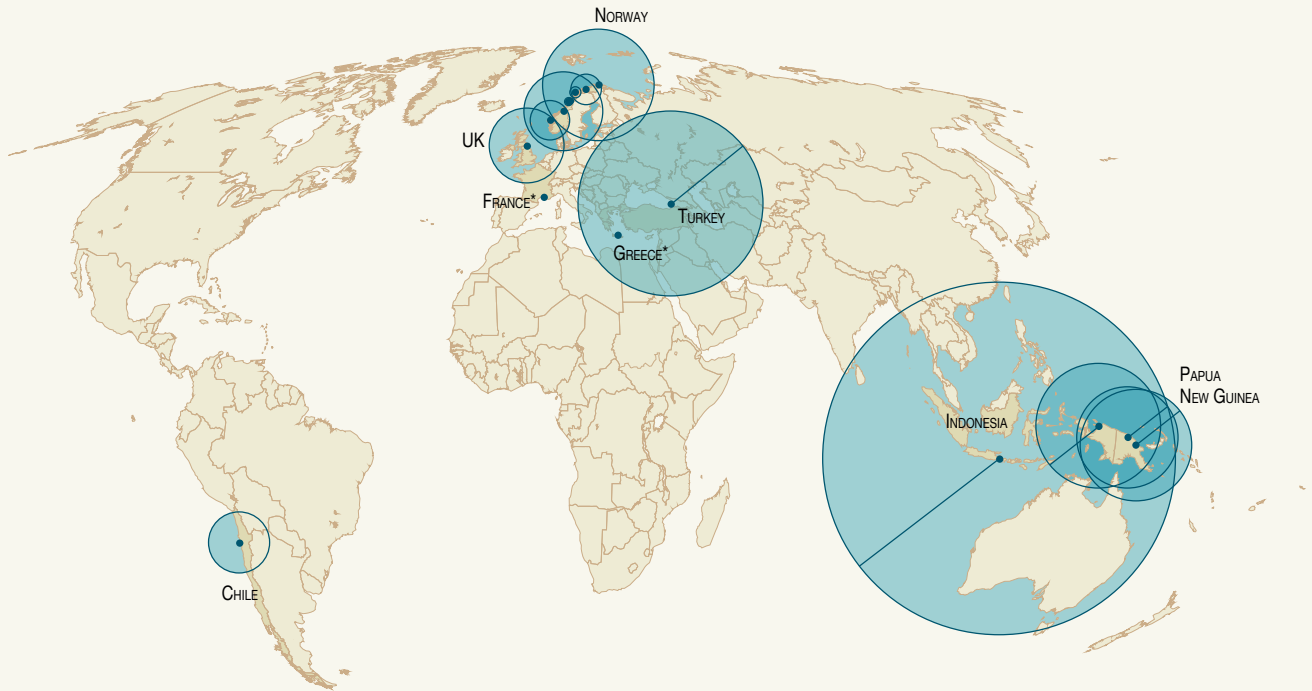 NORWAY
UK
FRANCE*
TURKEY
GREECE*
PAPUA
NEW GUINEA
INDONESIA
CHILE